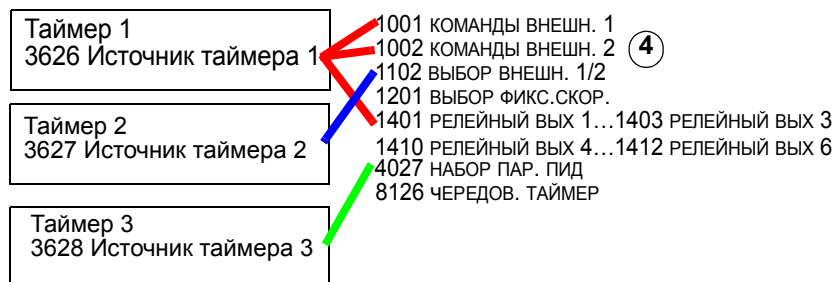 Таймер 1
3626 Источник таймера 1
Таймер 2
3627 Источник таймера 2
Таймер 3
3628 Источник таймера 3
1001 КОМАНДЫ ВНЕШН. 1
1002 КОМАНДЫ ВНЕШН. 2
4
1102 ВЫБОР ВНЕШН. 1/2
1201 ВЫБОР ФИКС.СКОР.
1401 РЕЛЕЙНЫЙ ВЫХ 1...1403 РЕЛЕЙНЫЙ ВЫХ 3
1410 РЕЛЕЙНЫЙ ВЫХ 4...1412 РЕЛЕЙНЫЙ ВЫХ 6
4027 НАБОР ПАР. ПИД
8126 ЧЕРЕДОВ. ТАЙМЕР